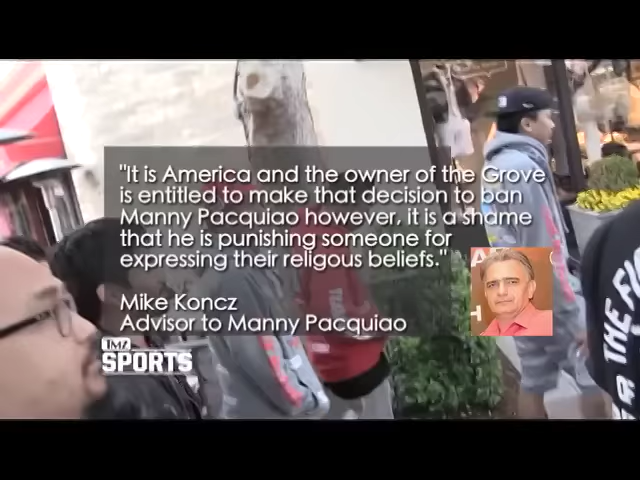 "It is America and the owner of the Grove
is entitled to make that decision to ban
Manny Pacquiao however, it is a shame
that he is punishing someone for
expressing their religous beliefs."
Mike Koncz
Advisor to Manny Pacquiao
TMZ
SPORTS
THE